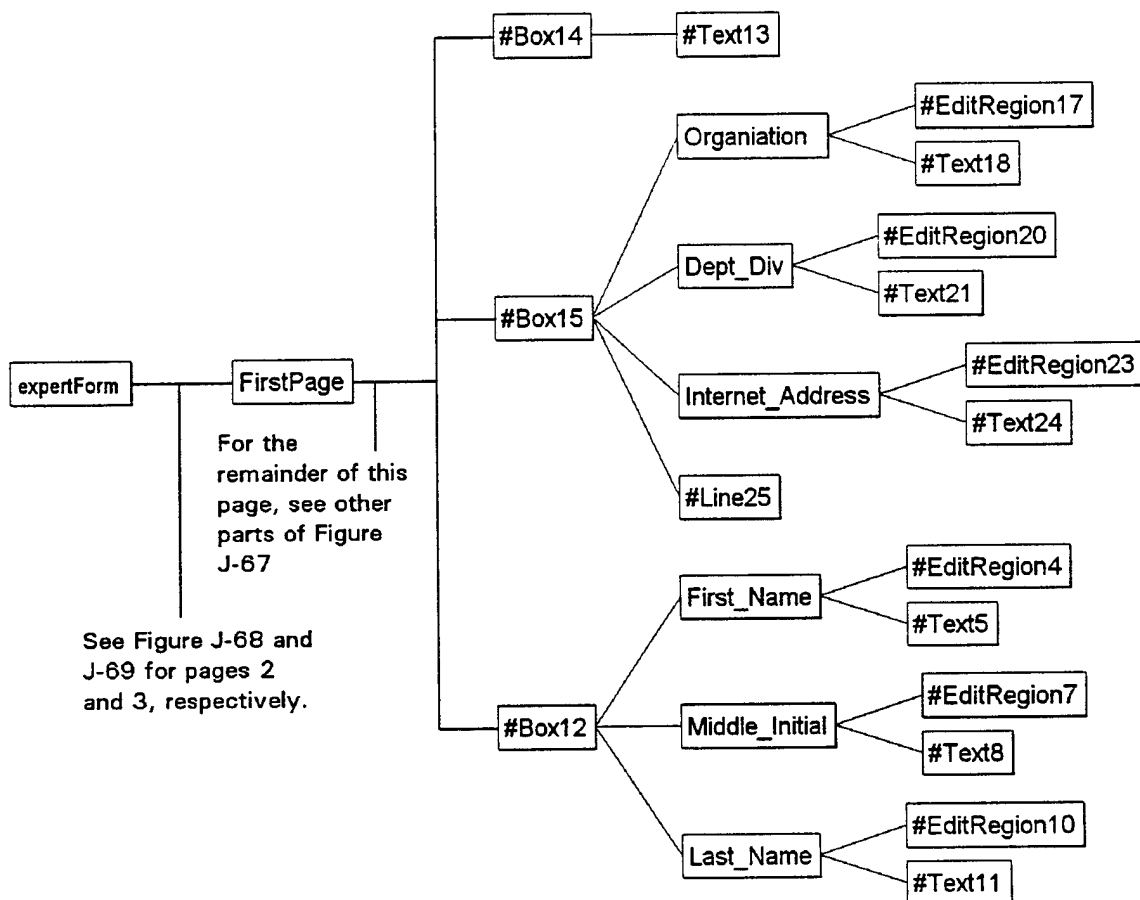 #Box14
#Text13
#EditRegion17
Organiation
#Text18
#EditRegion20
Dept_Div
#Text21
#Box15
#EditRegion23
expertForm
FirstPage
Internet_Address
#Text24
For the
remainder of this
page, see other
parts of Figure
J-67
#Line25
#EditRegion4
First_Name
#Text5
See Figure J-68 and
J-69 for pages 2
and 3, respectively.
#EditRegion7
#Box12
Middle_Initial
#Text8
#EditRegion10
Last_Name
#Text11